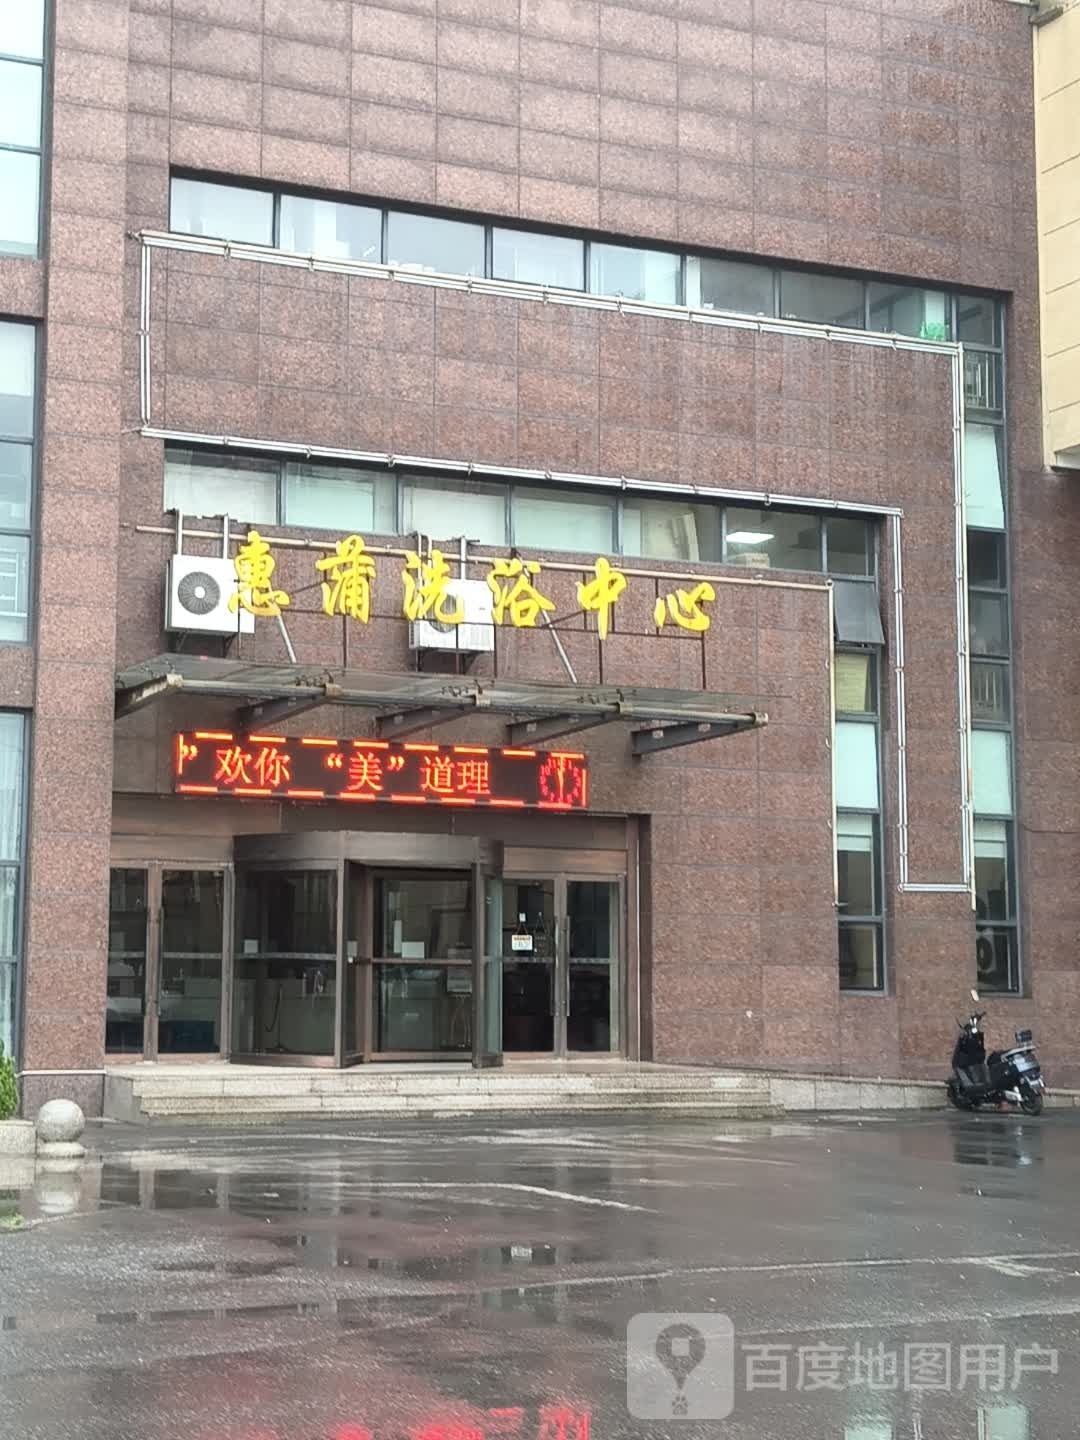 惠蒲洗浴中心
”欢你 “美”道理
百度地图用户